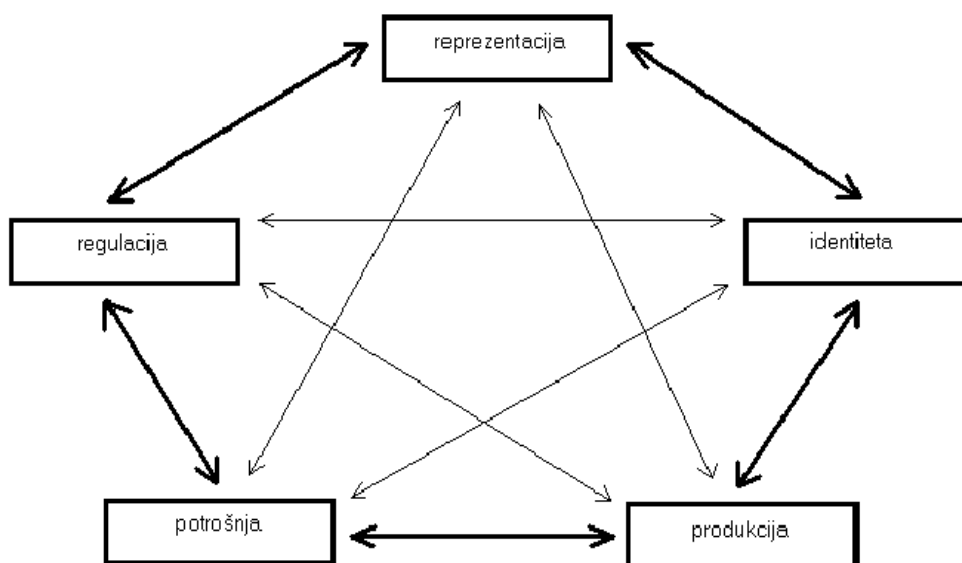 reprezentacija
regulacija
identiteta
potrošnja
produkcija